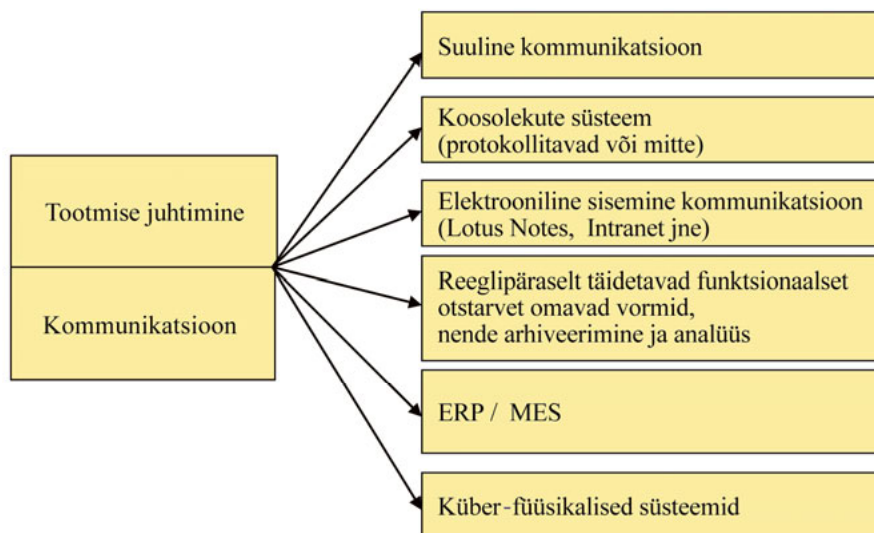 Tootmise juhtimine
Kommunikatsioon
Suuline kommunikatsioon
Koosolekute süsteem
(protokollitavad või mitte)
Elektrooniline sisemine kommunikatsioon
(Lotus Notes, Intranet jne)
Reeglipäraselt täidetavad funktsionaalset
otstarvet omavad vormid,
nende arhiveerimine ja analüüs
ERP / MES
Küber-füüsikalised süsteemid